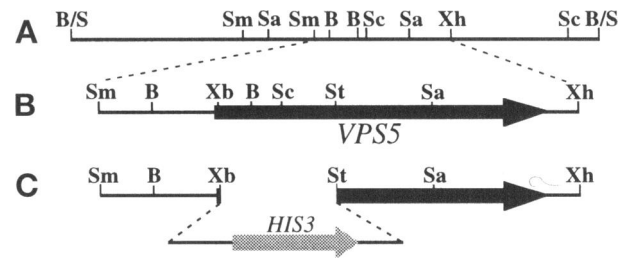 A B/S Sm Sa Sm B B Sc Sa Xh Sc B/S
B Sm B Xb B Sc St Sa Xh
VPS5
C Sm B Xb St Sa Xh
HIS3